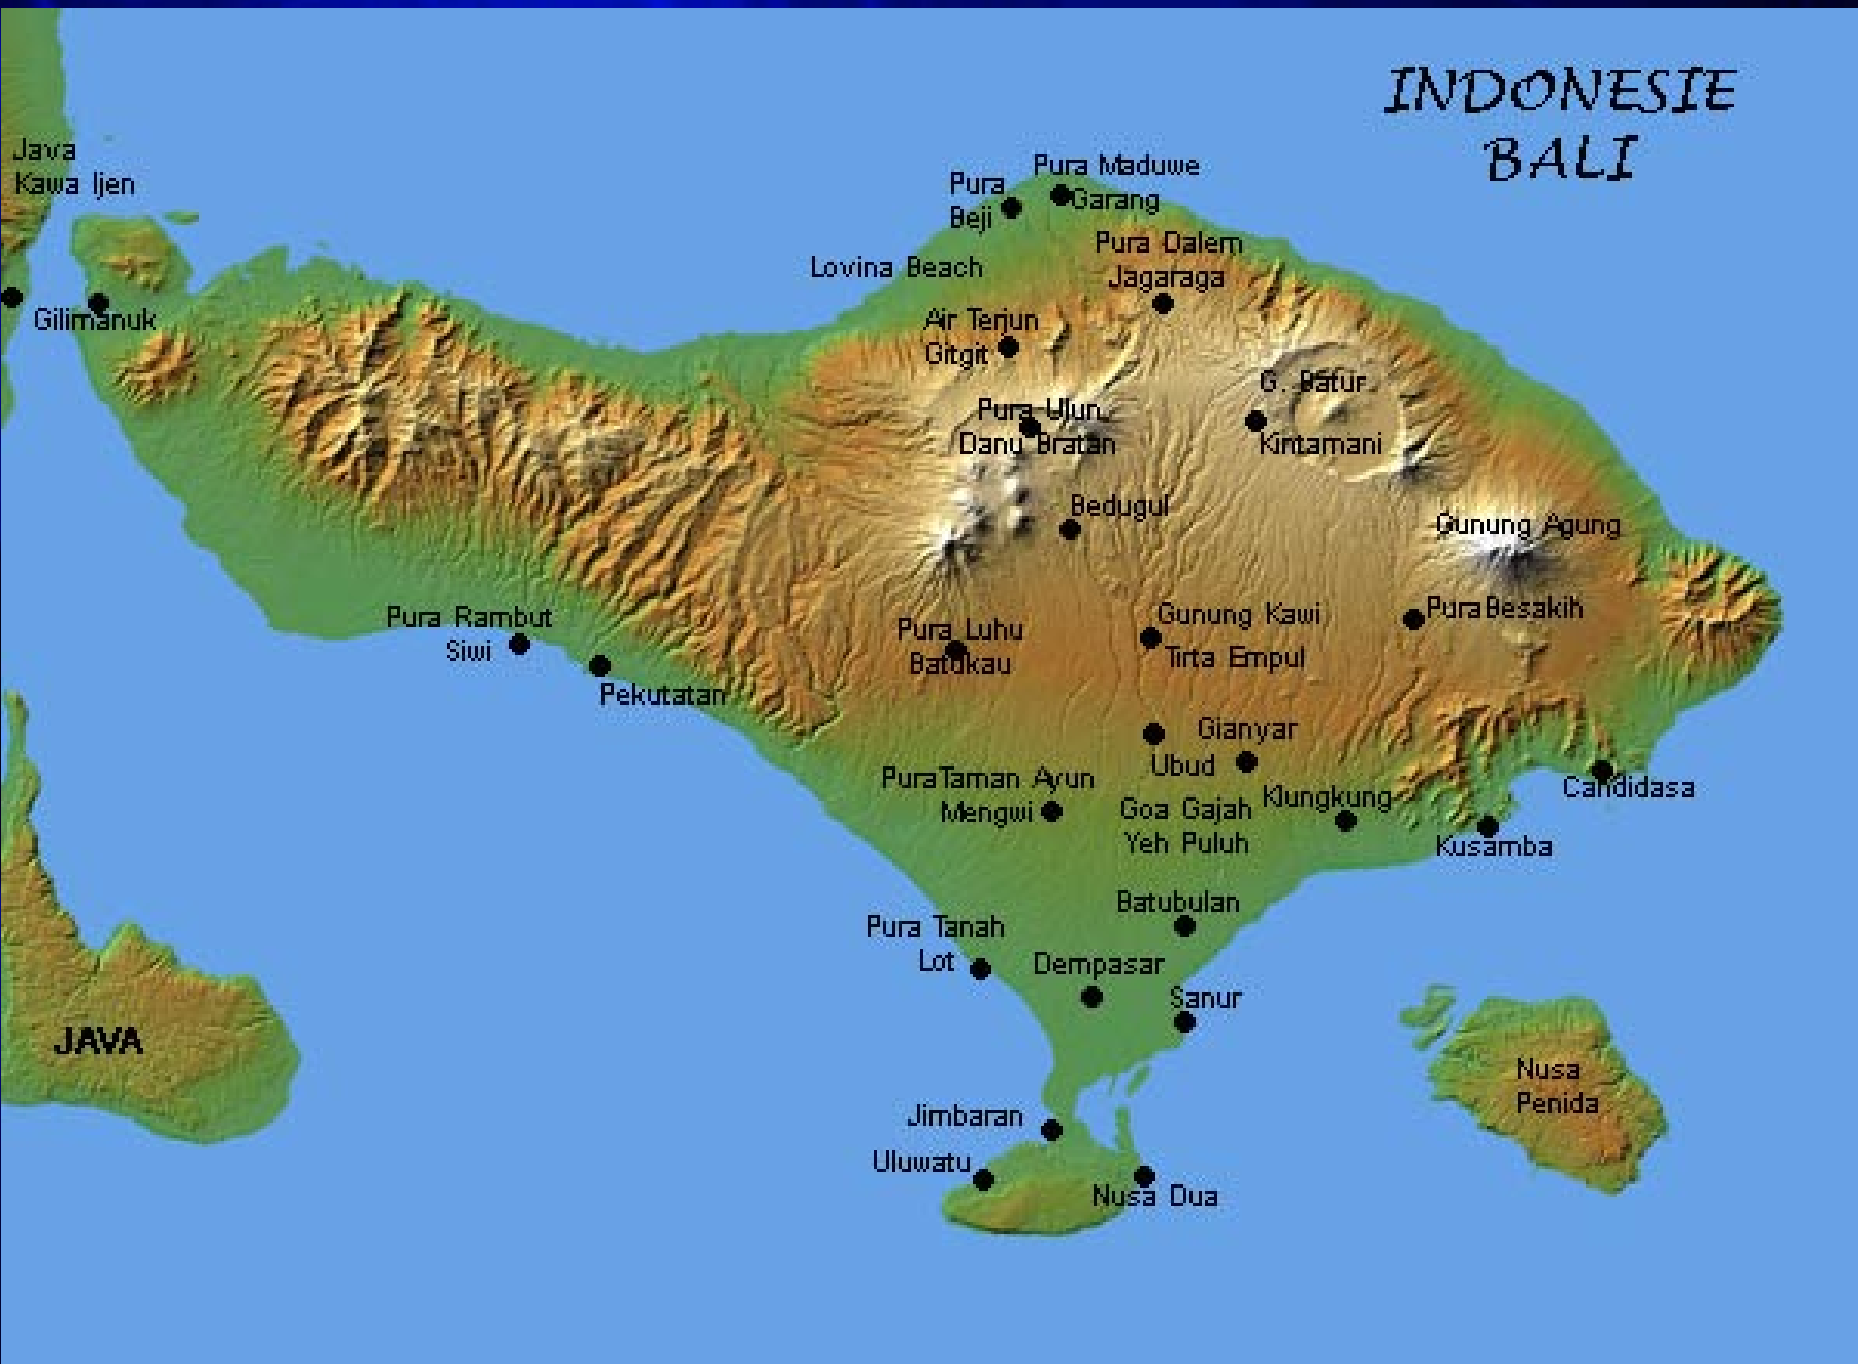 INDONESIE
BALI
Java
Kawa Ijen
Gilimanuk
Pura
Beji
Pura Maduwe
Garang
Lovina Beach
Pura Dalem
Jagaraga
Air Terjun
Gitgit
G. Batur
Kintamani
Pura Ulun
Danu Bratan
Bedugul
Gunung Agung
Pura Rambut
Siwi
Pekutatan
Pura Luhu
Batukau
Gunung Kawi
Tirta Empul
Pura Besakih
Gianyar
Ubud
Pura Taman Ayun
Mengwi
Goa Gajah
Yeh Puluh
Klungkung
Candidasa
Kusamba
Batubulan
Pura Tanah
Lot
Dempasar
Sanur
JAVA
Nusa
Penida
Jimbaran
Uluwatu
Nusa Dua